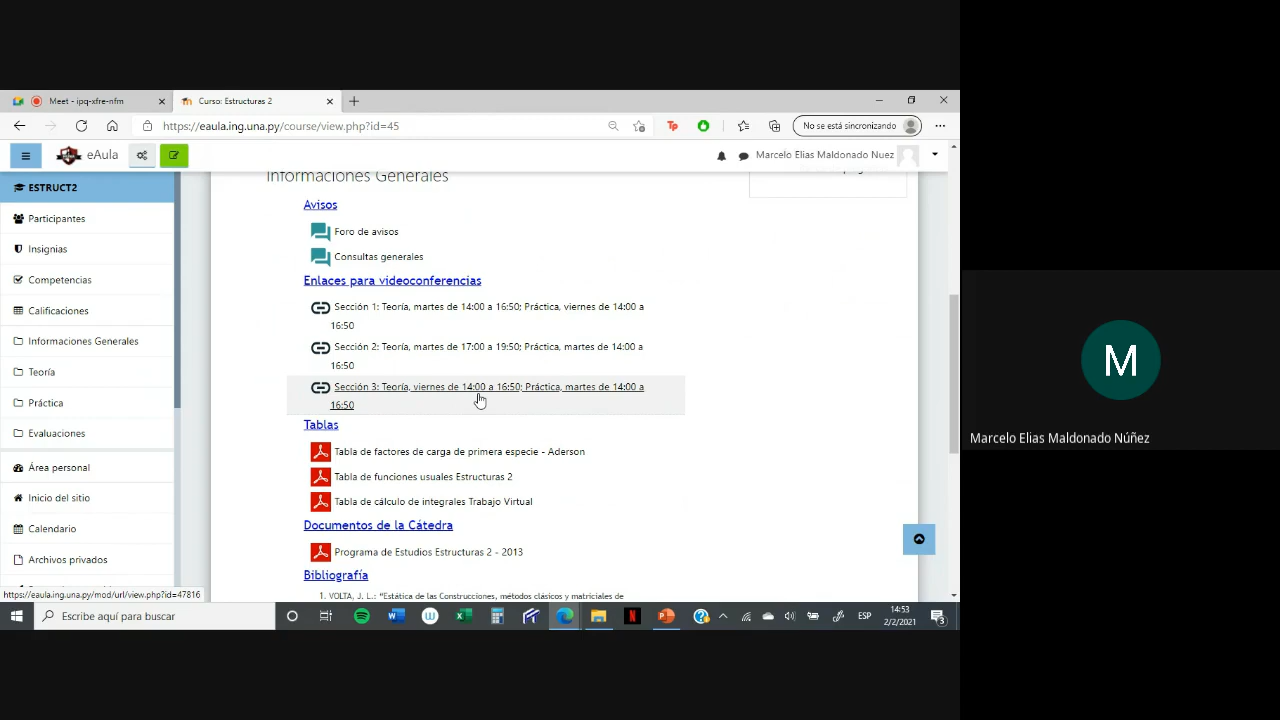 Meet - ipq-xfre-nfm
Curso: Estructuras 2
https://eaula.ing.una.py/course/view.php?id=45
No se está sincronizando
eAula
Marcelo Elias Maldonado Nuez
ESTRUCT2
Participantes
Insignias
Competencias
Calificaciones
Informaciones Generales
Teoría
Práctica
Evaluaciones
Área personal
Inicio del sitio
Calendario
Archivos privados
https://eaula.ing.una.py/mod/url/view.php?id=47816
Informaciones Generales
Avisos
Foro de avisos
Consultas generales
Enlaces para videoconferencias
Sección 1: Teoría, martes de 14:00 a 16:50; Práctica, viernes de 14:00 a
16:50
Sección 2: Teoría, martes de 17:00 a 19:50; Práctica, martes de 14:00 a
16:50
Sección 3: Teoría, viernes de 14:00 a 16:50; Práctica, martes de 14:00 a
16:50
Tablas
Tabla de factores de carga de primera especie - Aderson
Tabla de funciones usuales Estructuras 2
Tabla de cálculo de integrales Trabajo Virtual
Documentos de la Cátedra
Programa de Estudios Estructuras 2 - 2013
Bibliografía
1. VOLTA, J. L.: "Estática de las Construcciones, métodos clásicos y matriciales de
Escribe aquí para buscar
ESP
14:53
2/2/2021
3
M
Marcelo Elias Maldonado Núñez